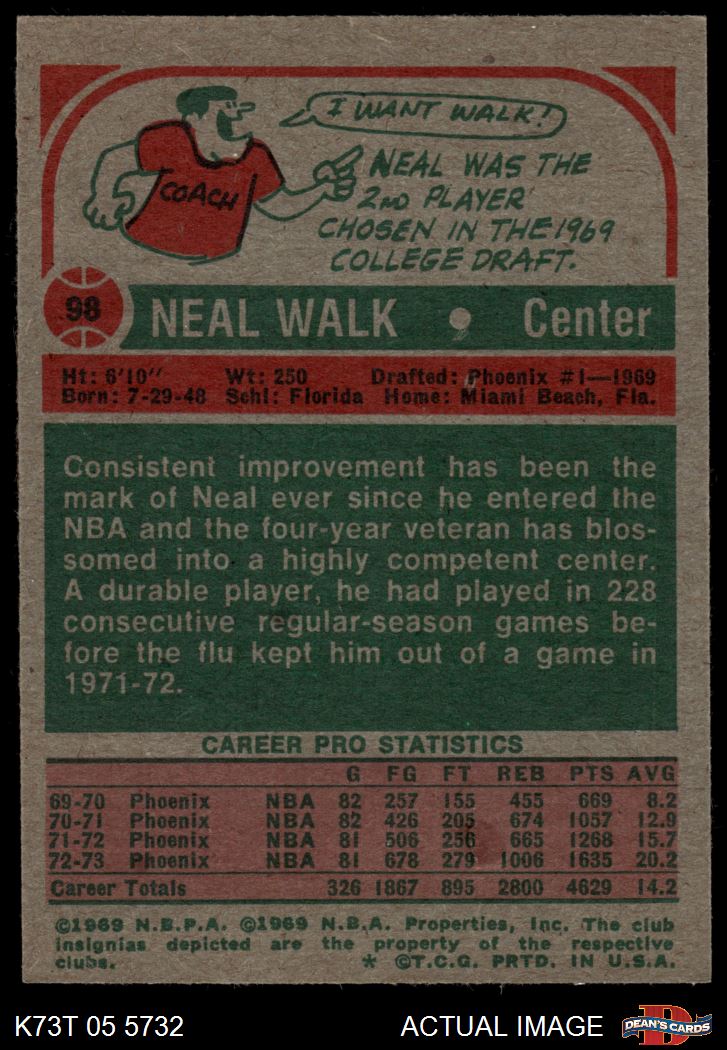 I WANT WALK!
COACH
NEAL WAS THE
2ND PLAYER
CHOSEN IN THE 1969
COLLEGE DRAFT.
98 NEAL WALK • Center
Ht: 6'10" Wt: 250 Drafted: Phoenix #1—1969
Born: 7-29-48 Schl: Florida Home: Miami Beach, Fla.
Consistent improvement has been the
mark of Neal ever since he entered the
NBA and the four-year veteran has blos-
somed into a highly competent center.
A durable player, he had played in 228
consecutive regular-season games be-
fore the flu kept him out of a game in
1971-72.
CAREER PRO STATISTICS
G FG FT REB PTS AVG
69-70 Phoenix NBA 82 257 155 455 669 8.2
70-71 Phoenix NBA 82 426 205 674 1057 12.9
71-72 Phoenix NBA 81 506 256 665 1268 15.7
72-73 Phoenix NBA 81 678 279 1006 1635 20.2
Career Totals 326 1867 895 2800 4629 14.2
©1969 N.B.P.A. ©1969 N.B.A. Properties, Inc. The club
insignias depicted are the property of the respective
clubs. * ©T.C.G. PRTD. IN U.S.A.
K73T 05 5732 ACTUAL IMAGE DEAN'S CARDS